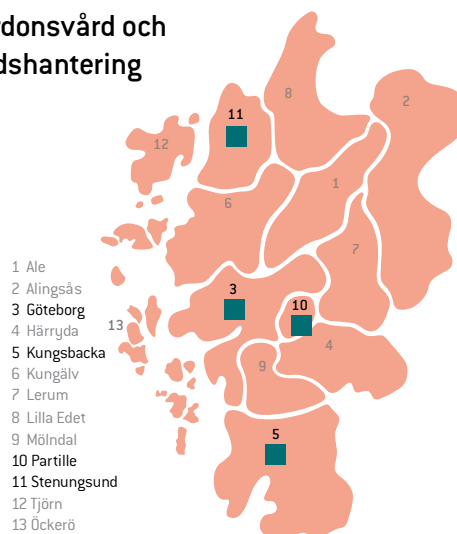 rdonsvård och
dshantering
11
8
2
12
1
6
7
3
10
13
4
9
5
1 Ale
2 Alingsås
3 Göteborg
4 Härryda
5 Kungsbacka
6 Kungälv
7 Lerum
8 Lilla Edet
9 Mölndal
10 Partille
11 Stenungsund
12 Tjörn
13 Öckerö